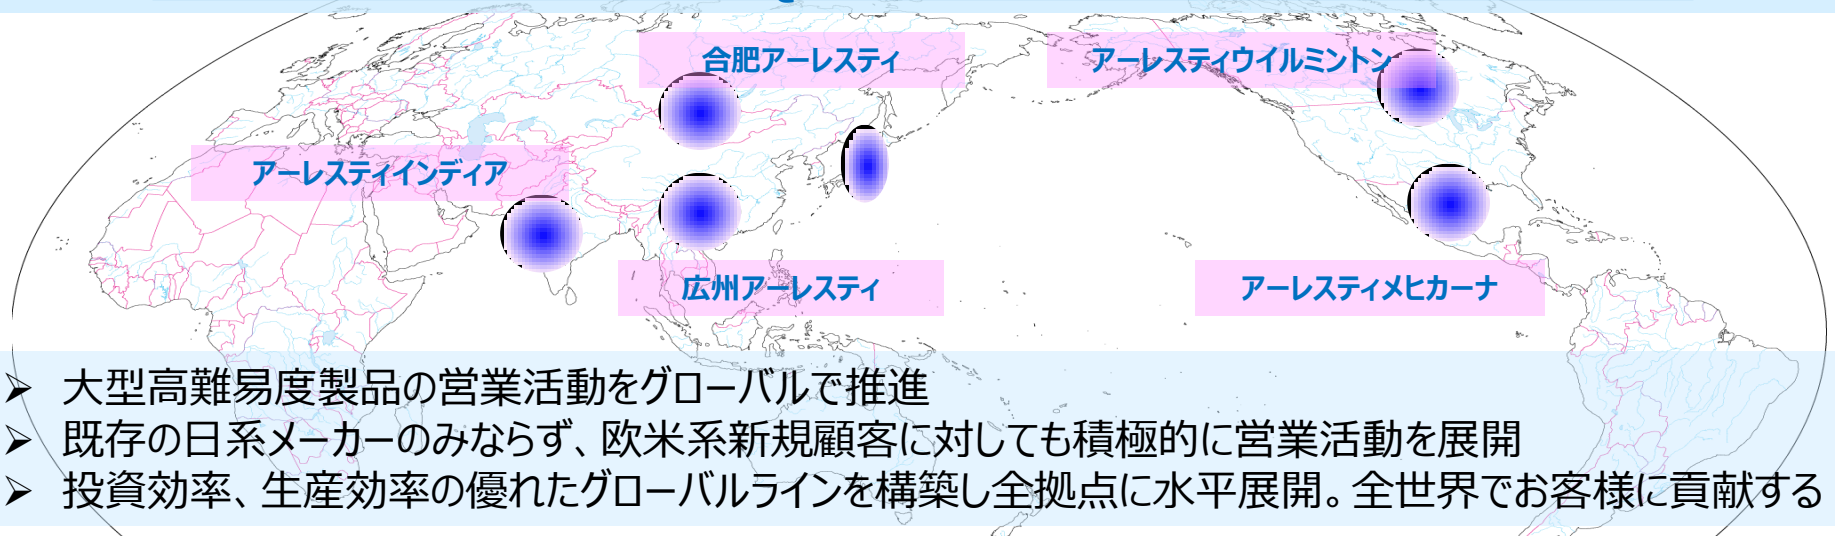 合肥アーレスティ
アーレスティウイルミントン
アーレスティインディア
広州アーレスティ
アーレスティメヒカーナ
➢ 大型高難易度製品の営業活動をグローバルで推進
➢ 既存の日系メーカーのみならず、欧米系新規顧客に対しても積極的に営業活動を展開
➢ 投資効率、生産効率の優れたグローバルラインを構築し全拠点に水平展開。全世界でお客様に貢献する